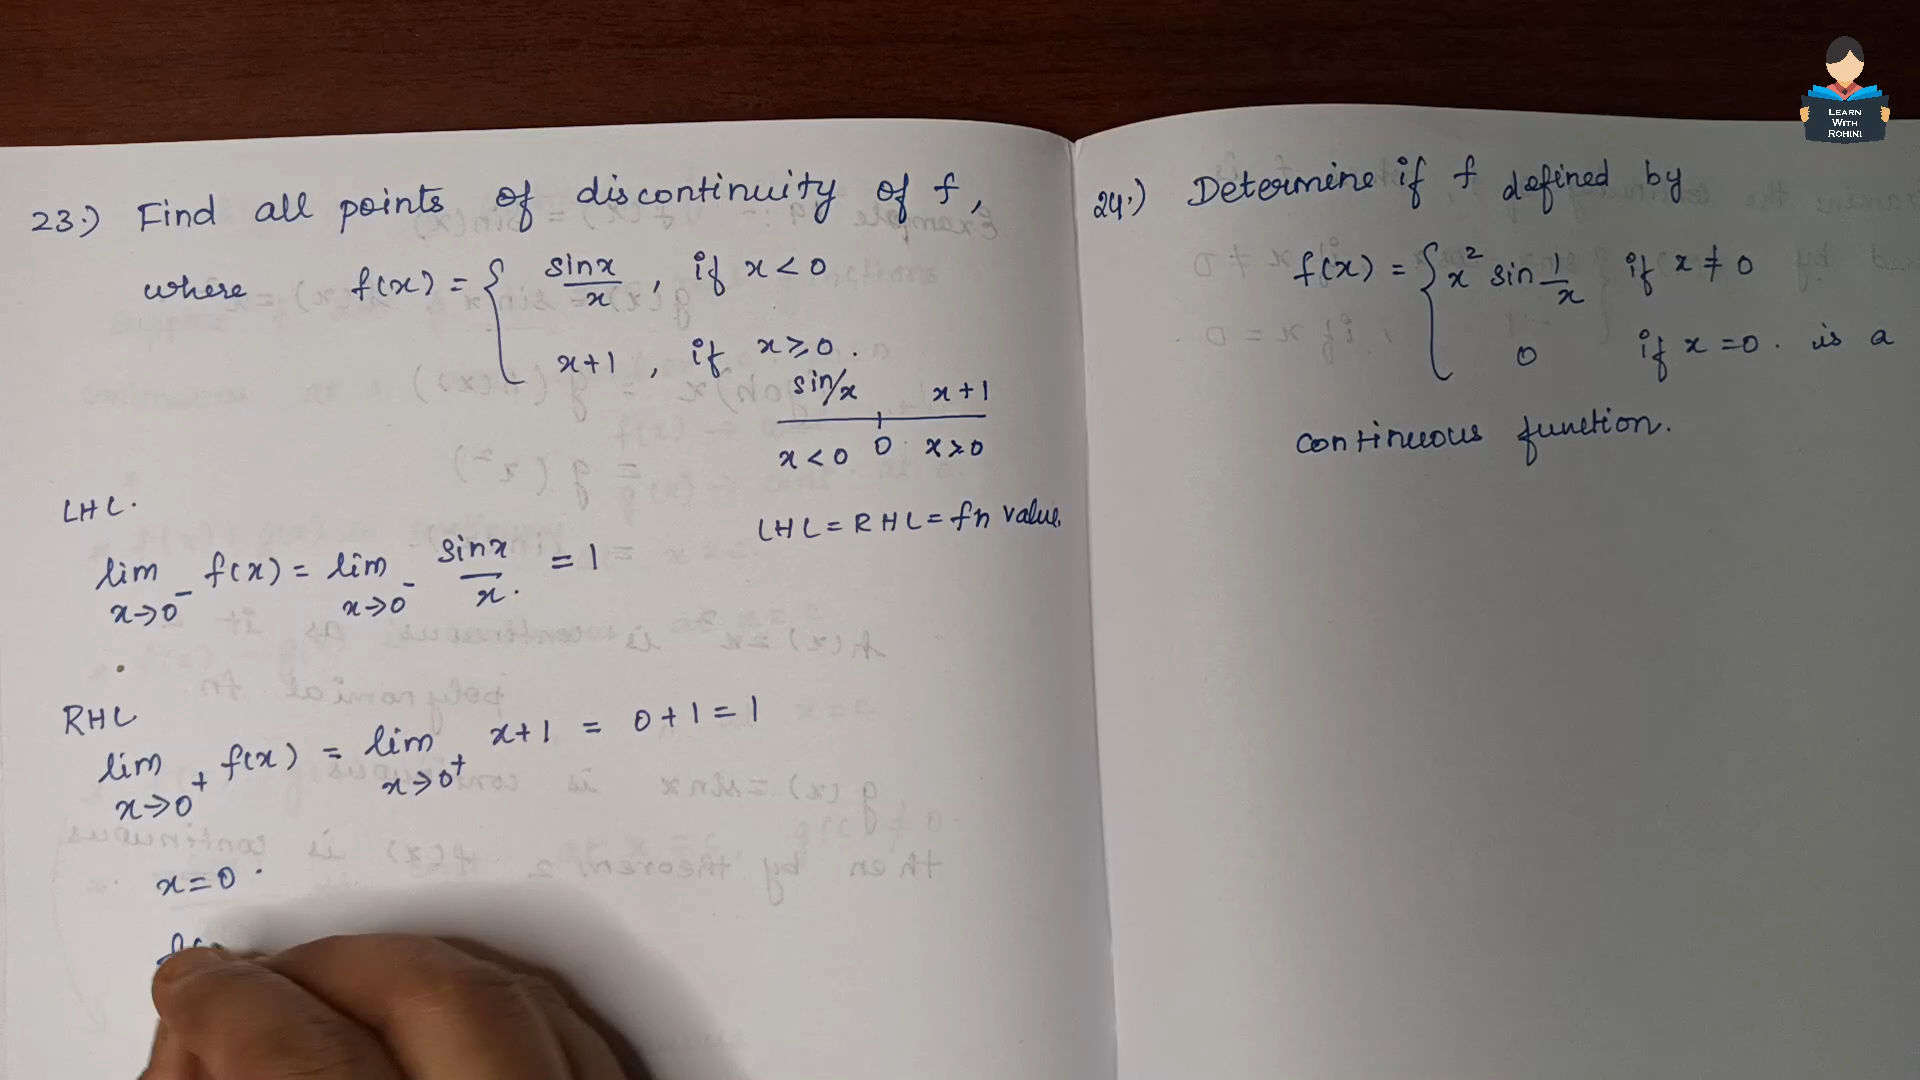 23.) Find all points of discontinuity of f,
where f(x) = { sinx/x , if x < 0
x+1 , if x ≥ 0.
sin/x x+1
x < 0 0 x ≥ 0
LHL.
LHL = RHL = fn value.
lim x→0⁻ f(x) = lim x→0⁻ sinx/x. = 1
RHL
lim x→0⁺ f(x) = lim x→0⁺ x+1 = 0+1 = 1
x=0.
24.) Determine if f defined by
f(x) = { x² sin 1/x if x ≠ 0
0 if x = 0. is a
continuous function.
LEARN
WITH
ROHINI